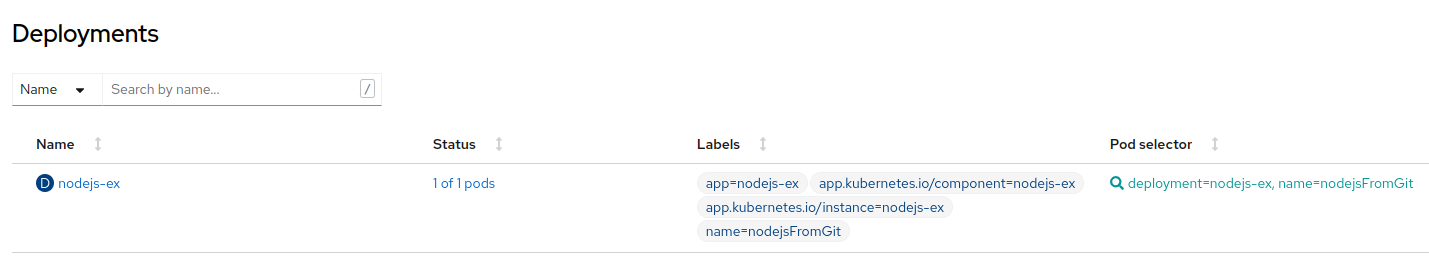 Deployments
Name Search by name... /
Name Status Labels Pod selector
D nodejs-ex 1 of 1 pods app=nodejs-ex app.kubernetes.io/component=nodejs-ex deployment=nodejs-ex, name=nodejsFromGit
app.kubernetes.io/instance=nodejs-ex
name=nodejsFromGit